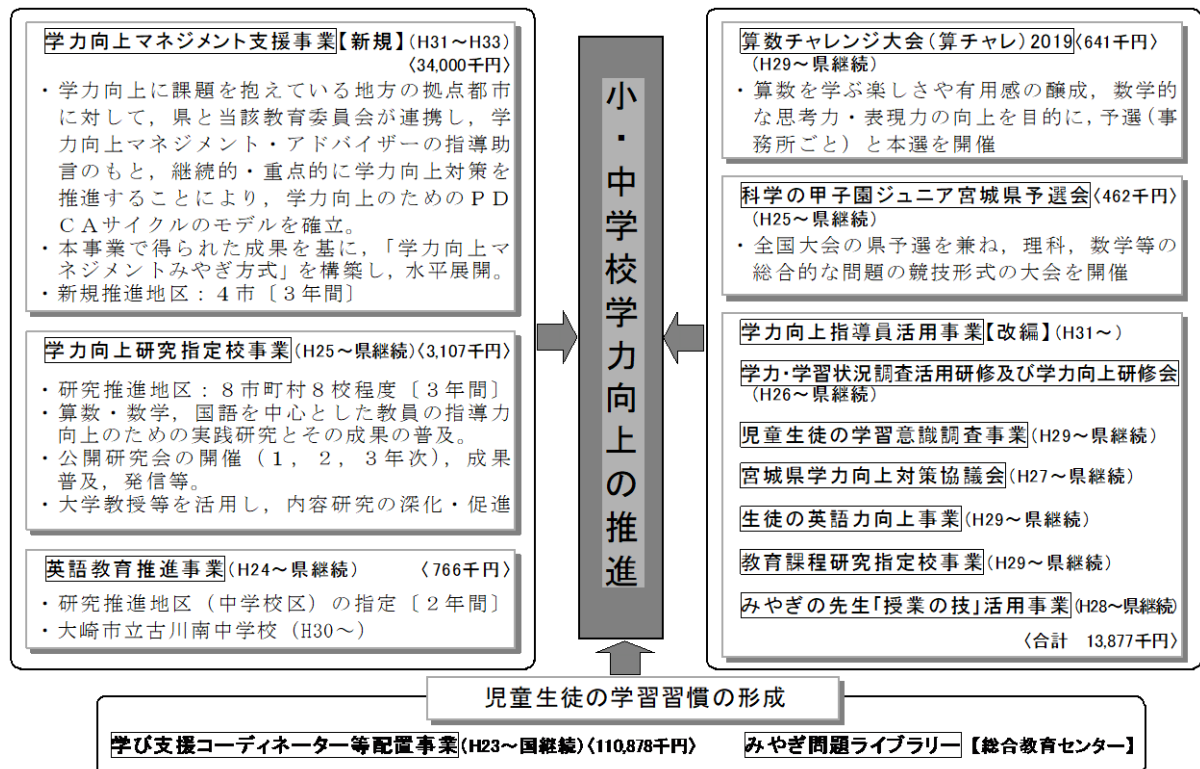 学力向上マネジメント支援事業【新規】(H31～H33)
〈34,000千円〉
・学力向上に課題を抱えている地方の拠点都市
に対して，県と当該教育委員会が連携し，学
力向上マネジメント・アドバイザーの指導助
言のもと，継続的・重点的に学力向上対策を
推進することにより，学力向上のためのＰＤ
ＣＡサイクルのモデルを確立。
・本事業で得られた成果を基に，「学力向上マ
ネジメントみやぎ方式」を構築し，水平展開。
・新規推進地区：４市〔３年間〕
学力向上研究指定校事業(H25～県継続)〈3,107千円〉
・研究推進地区：８市町村８校程度〔３年間〕
・算数・数学，国語を中心とした教員の指導力
向上のための実践研究とその成果の普及。
・公開研究会の開催（１，２，３年次），成果
普及，発信等。
・大学教授等を活用し，内容研究の深化・促進
英語教育推進事業(H24～県継続) 〈766千円〉
・研究推進地区（中学校区）の指定〔２年間〕
・大崎市立古川南中学校（H30～）
小・中学校学力向上の推進
算数チャレンジ大会(算チャレ)2019〈641千円〉
(H29～県継続)
・算数を学ぶ楽しさや有用感の醸成，数学的
な思考力・表現力の向上を目的に，予選（事
務所ごと）と本選を開催
科学の甲子園ジュニア宮城県予選会〈462千円〉
(H25～県継続)
・全国大会の県予選を兼ね，理科，数学等の
総合的な問題の競技形式の大会を開催
学力向上指導員活用事業【改編】(H31～)
学力・学習状況調査活用研修及び学力向上研修会
(H26～県継続)
児童生徒の学習意識調査事業(H29～県継続)
宮城県学力向上対策協議会(H27～県継続)
生徒の英語力向上事業(H29～県継続)
教育課程研究指定校事業(H29～県継続)
みやぎの先生「授業の技」活用事業(H28～県継続)
〈合計 13,877千円〉
児童生徒の学習習慣の形成
学び支援コーディネーター等配置事業(H23～国継続)〈110,878千円〉 みやぎ問題ライブラリー【総合教育センター】